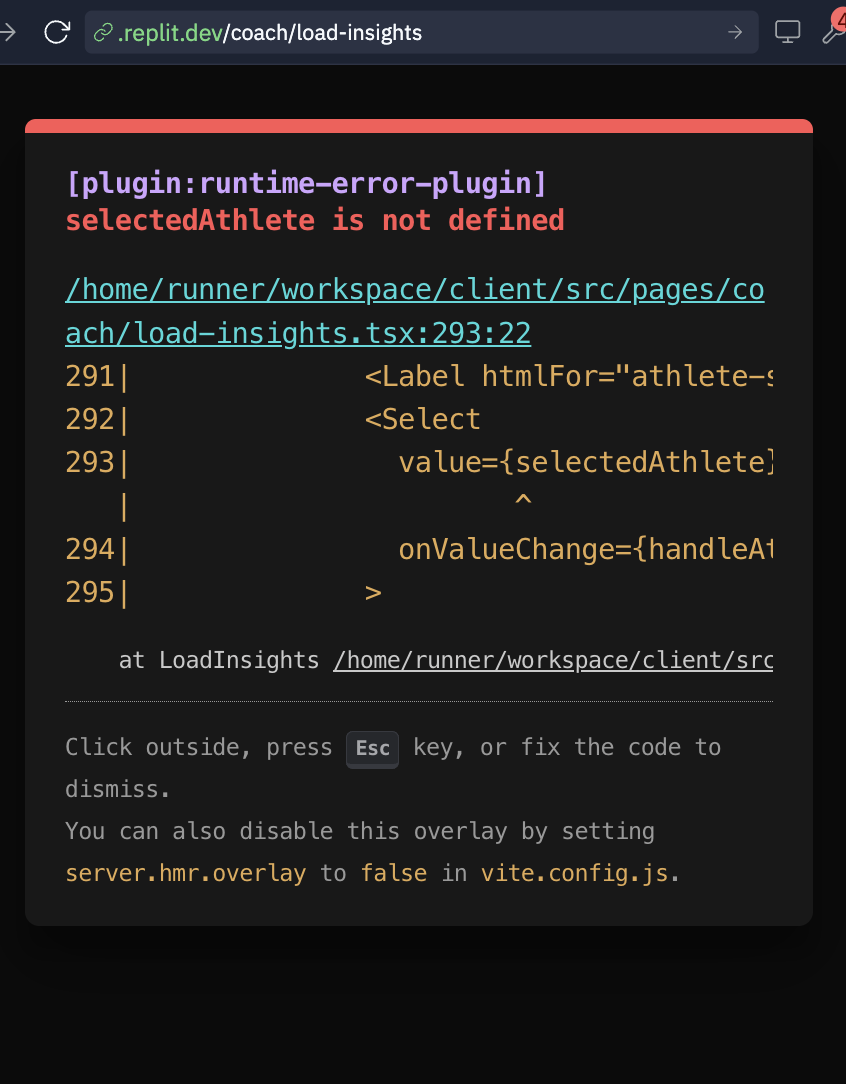 .replit.dev/coach/load-insights
4
[plugin:runtime-error-plugin]
selectedAthlete is not defined
/home/runner/workspace/client/src/pages/co
ach/load-insights.tsx:293:22
291|              <Label htmlFor="athlete-s
292|              <Select
293|                value={selectedAthlete}
   |                       ^
294|                onValueChange={handleAt
295|              >
at LoadInsights /home/runner/workspace/client/src
Click outside, press Esc key, or fix the code to
dismiss.
You can also disable this overlay by setting
server.hmr.overlay to false in vite.config.js.